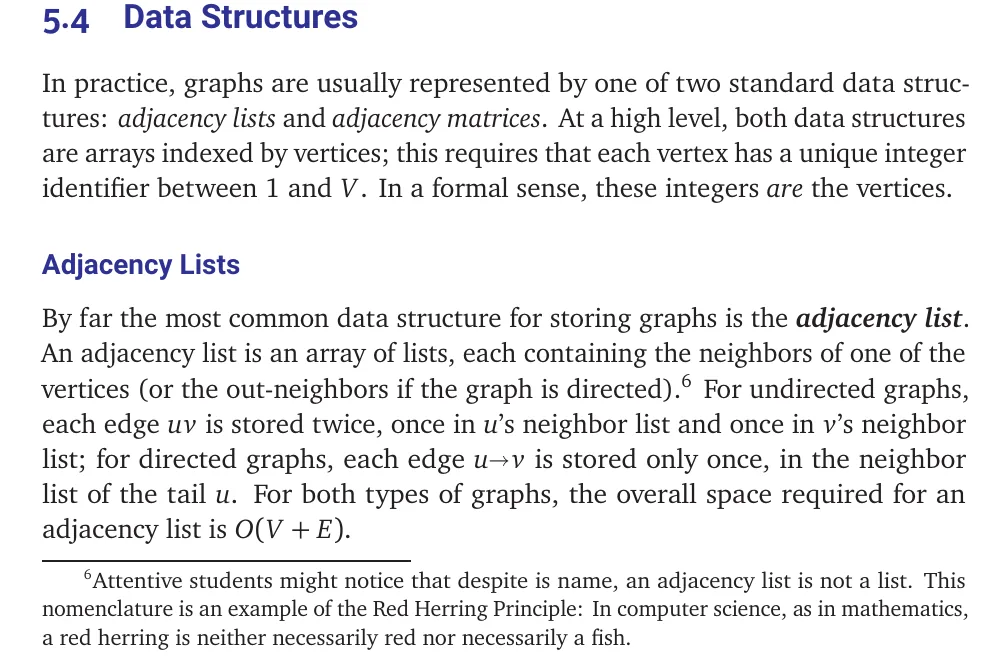 5.4 Data Structures
In practice, graphs are usually represented by one of two standard data struc-
tures: adjacency lists and adjacency matrices. At a high level, both data structures
are arrays indexed by vertices; this requires that each vertex has a unique integer
identifier between 1 and V. In a formal sense, these integers are the vertices.
Adjacency Lists
By far the most common data structure for storing graphs is the adjacency list.
An adjacency list is an array of lists, each containing the neighbors of one of the
vertices (or the out-neighbors if the graph is directed).⁶ For undirected graphs,
each edge uv is stored twice, once in u’s neighbor list and once in v’s neighbor
list; for directed graphs, each edge u→v is stored only once, in the neighbor
list of the tail u. For both types of graphs, the overall space required for an
adjacency list is O(V + E).
⁶Attentive students might notice that despite is name, an adjacency list is not a list. This
nomenclature is an example of the Red Herring Principle: In computer science, as in mathematics,
a red herring is neither necessarily red nor necessarily a fish.